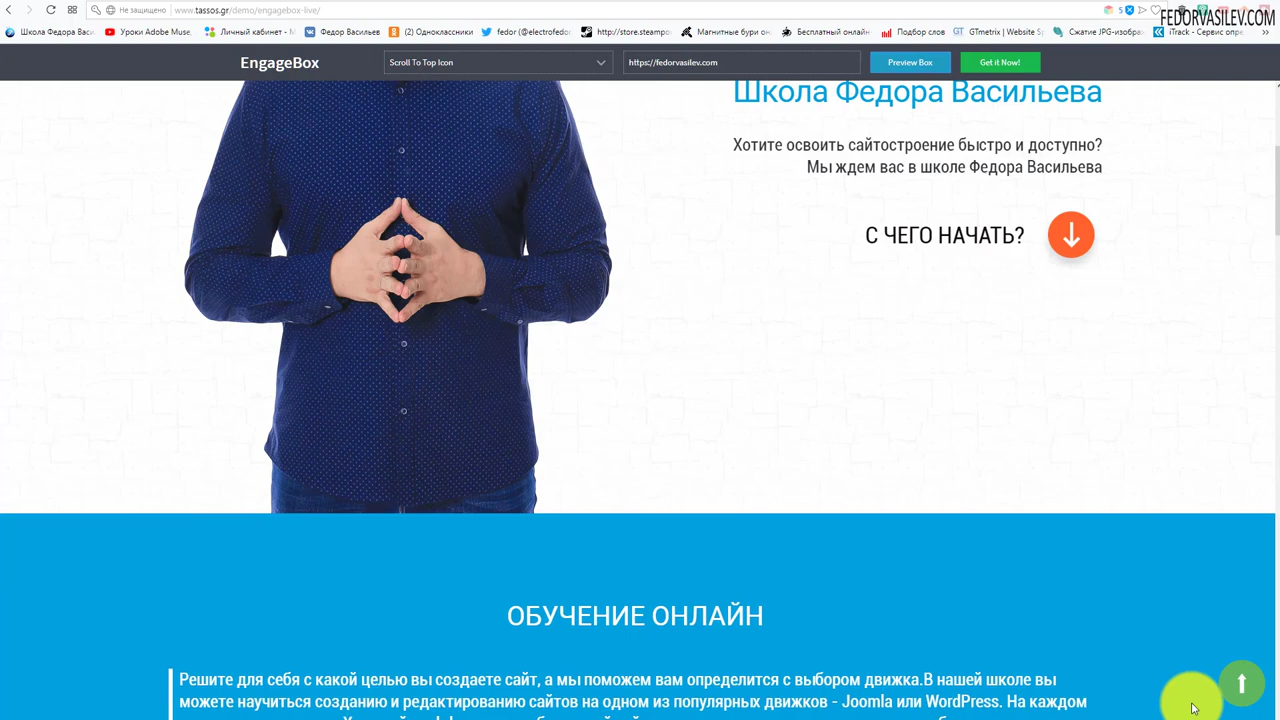 Не защищено
www.tassos.gr/demo/engagebox-live/
5
FEDORVASILEV.COM
Школа Федора Васи
Уроки Adobe Muse,
Личный кабинет - М
Федор Васильев
(2) Одноклассники
fedor (@electrofedor
http://store.steampo
Магнитные бури он
Бесплатный онлайн
Подбор слов
GTmetrix | Website S
Сжатие JPG-изобра
iTrack - Сервис опре
EngageBox
Scroll To Top Icon
https://fedorvasilev.com
Preview Box
Get it Now!
Школа Федора Васильева
Хотите освоить сайтостроение быстро и доступно?
Мы ждем вас в школе Федора Васильева
С ЧЕГО НАЧАТЬ?
ОБУЧЕНИЕ ОНЛАЙН
Решите для себя с какой целью вы создаете сайт, а мы поможем вам определится с выбором движка.В нашей школе вы
можете научиться созданию и редактированию сайтов на одном из популярных движков - Joomla или WordPress. На каждом